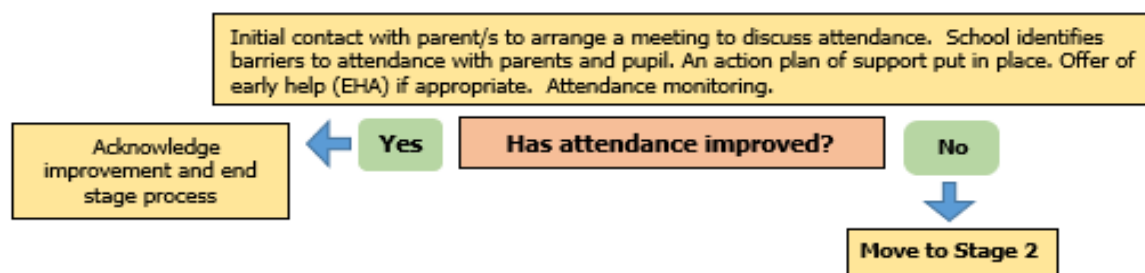 Initial contact with parent/s to arrange a meeting to discuss attendance.  School identifies
barriers to attendance with parents and pupil. An action plan of support put in place. Offer of
early help (EHA) if appropriate.  Attendance monitoring.
Acknowledge
improvement and end
stage process
Yes
Has attendance improved?
No
Move to Stage 2